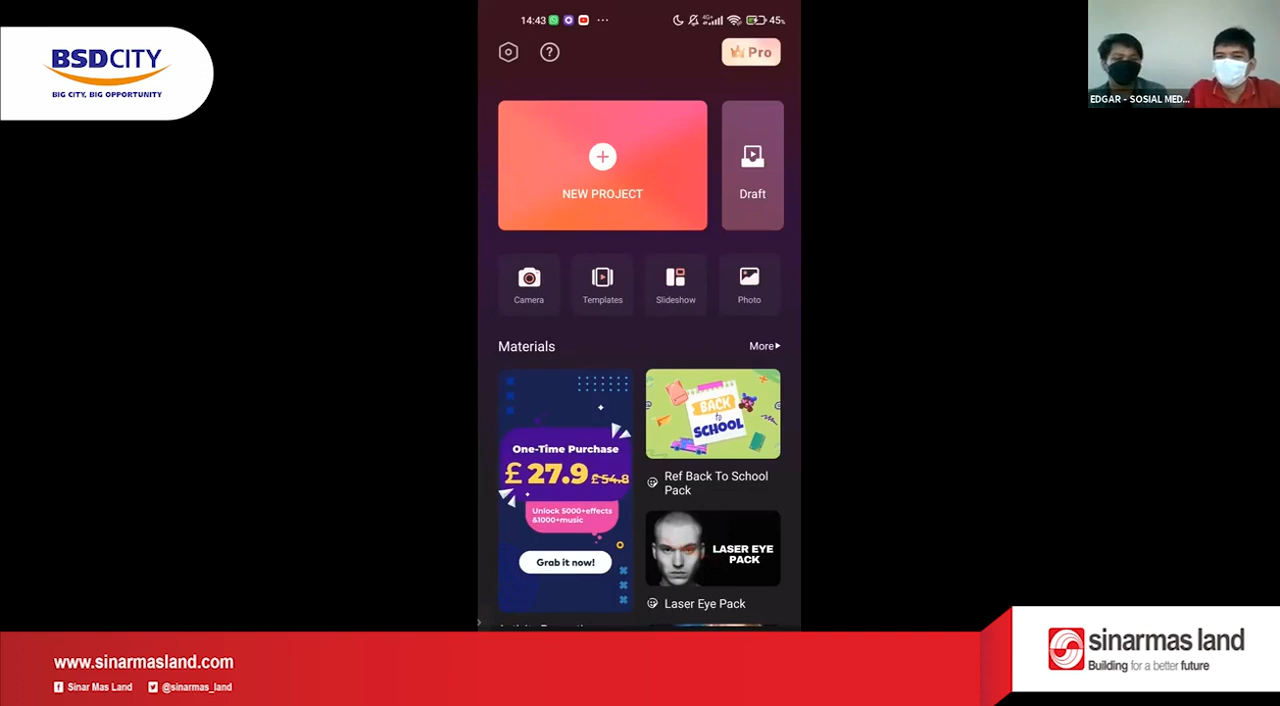 BSDCITY
BIG CITY, BIG OPPORTUNITY
14:43
45%
Pro
EDGAR - SOSIAL MED...
NEW PROJECT
Draft
Camera
Templates
Slideshow
Photo
Materials
More
One-Time Purchase
£27.9 £54.8
Unlock 5000+effects
&1000+music
Grab it now!
BACK
to
SCHOOL
Ref Back To School
Pack
LASER EYE
PACK
Laser Eye Pack
www.sinarmasland.com
Sinar Mas Land
@sinarmas_land
sinarmas land
Building for a better future